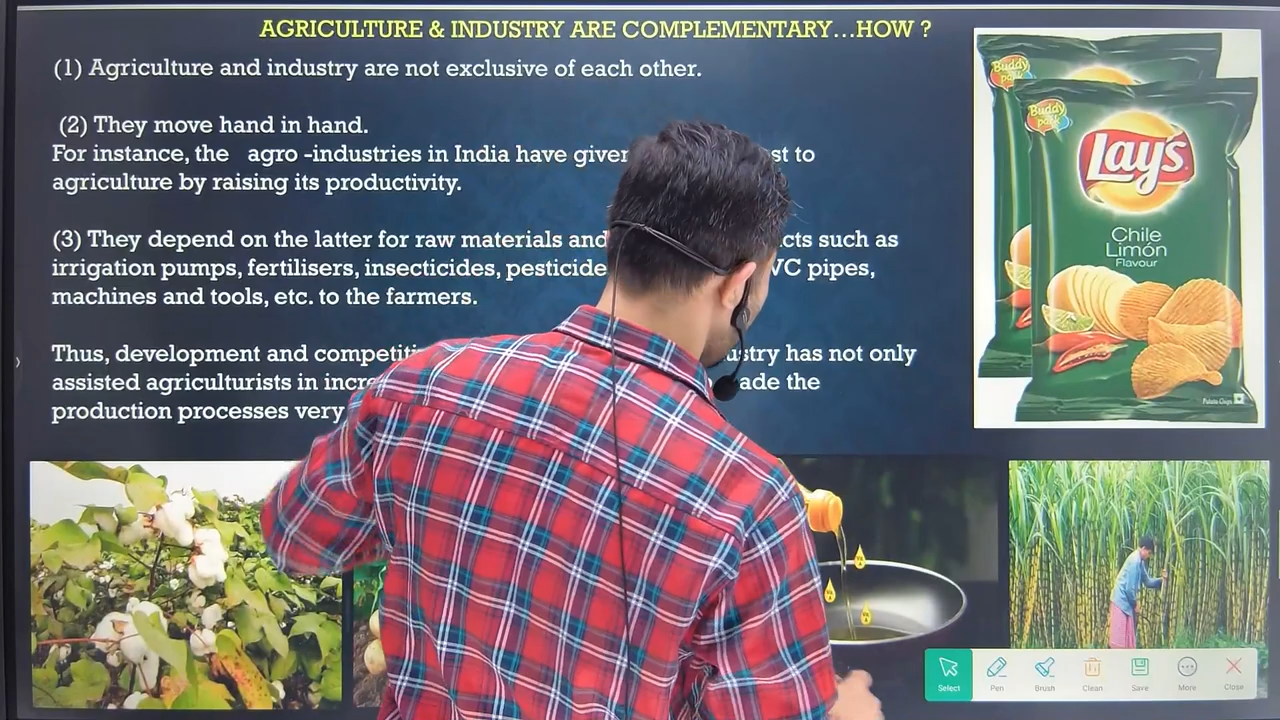 AGRICULTURE & INDUSTRY ARE COMPLEMENTARY...HOW ?
(1) Agriculture and industry are not exclusive of each other.
(2) They move hand in hand.
For instance, the agro -industries in India have st to
agriculture by raising its productivity.
(3) They depend on the latter for raw materials and cts such as
irrigation pumps, fertilisers, insecticides, VC pipes,
machines and tools, etc. to the farmers.
Thus, development and ustry has not only
assisted agriculturists in ade the
production processes very
Buddy
pack
Buddy
pack
Lay's
Chile
Limón
Flavour
Potato Chips
Select
Pen
Brush
Clean
Save
More
Close